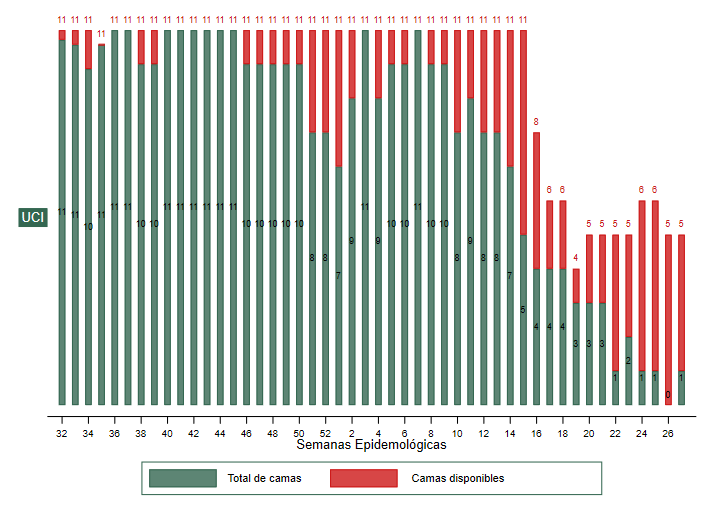 11 11 11 11 11 11 11 11 11 11 11 11 11 11 11 11 11 11 11 11 11 11 11 11 11 11 11 11 11 11 11 11 11 11 11 11
8 6 6 4 5 5 5 5 6 6 5 5
UCI
11 11 10 11 11 11 10 10 11 11 11 11 11 11 10 10 10 10 10 8 8 7 9 11 9 10 10 11 10 10 8 9 8 8 7 5 4 4 4 3 3 3 1 2 1 1 0 1
32 34 36 38 40 42 44 46 48 50 52 2 4 6 8 10 12 14 16 18 20 22 24 26
Semanas Epidemológicas
Total de camas
Camas disponibles